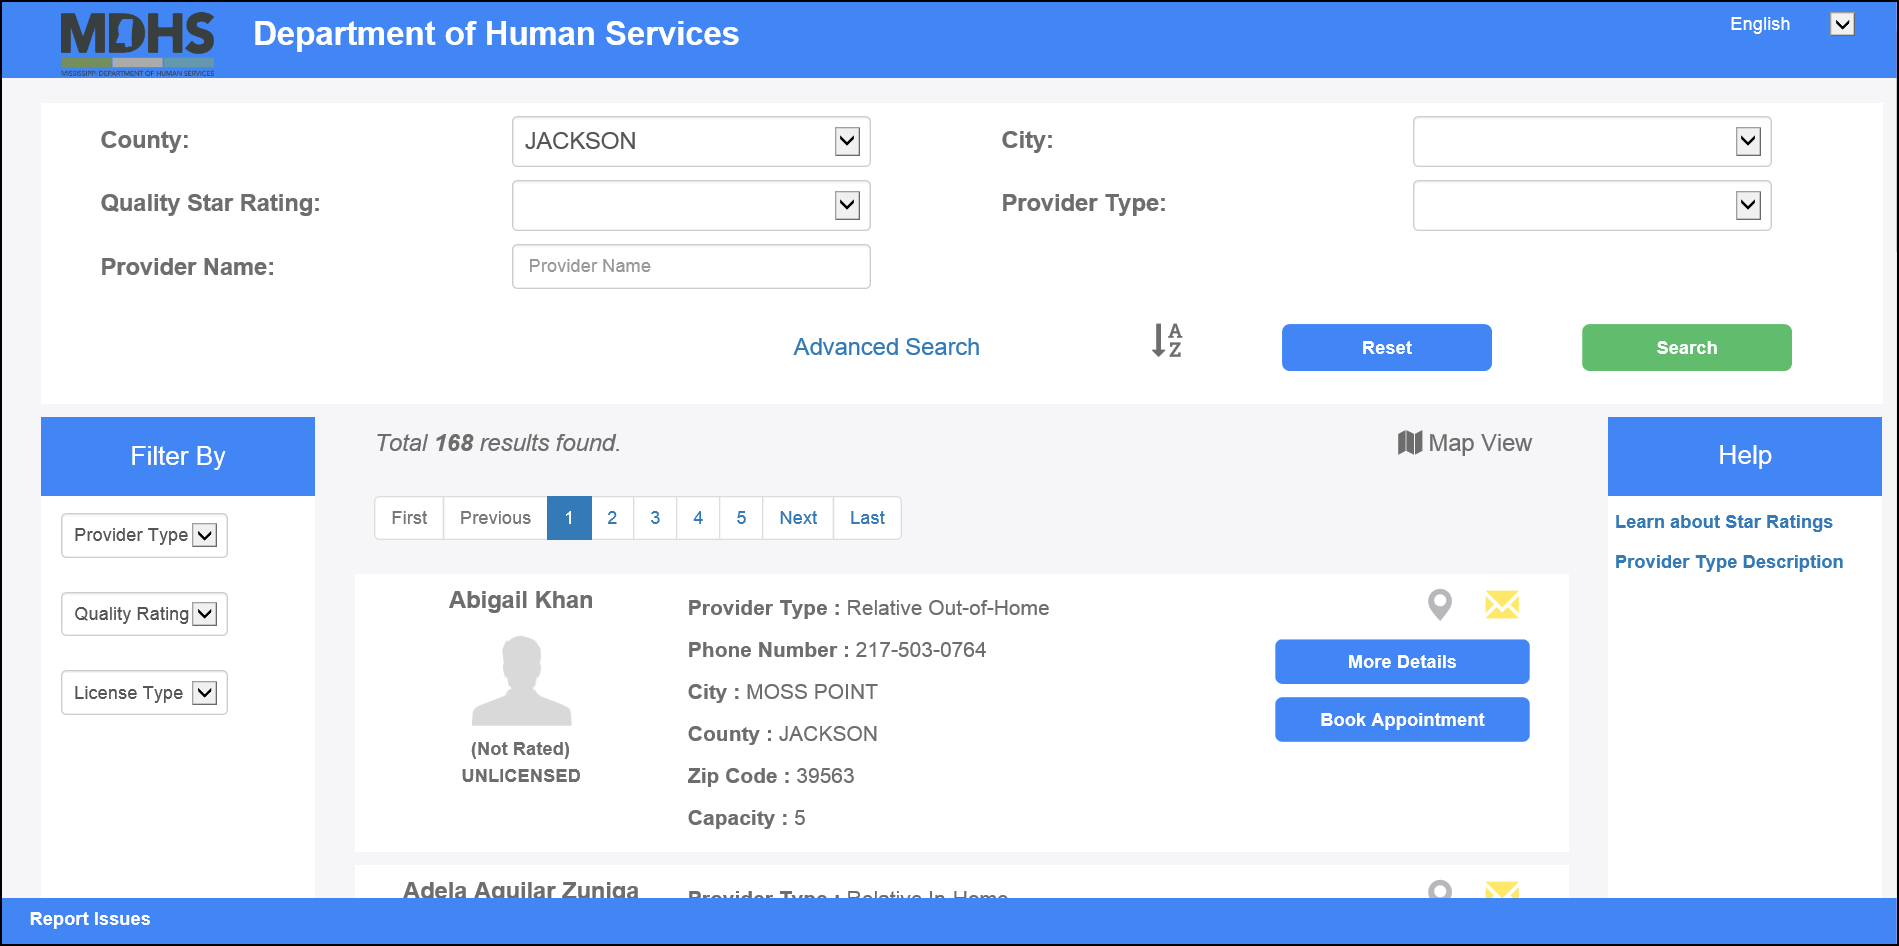 MDHS
MISSISSIPPI DEPARTMENT OF HUMAN SERVICES
Department of Human Services
English
County:
JACKSON
City:
Quality Star Rating:
Provider Type:
Provider Name:
Provider Name
Advanced Search
A
Z
Reset
Search
Filter By
Provider Type
Quality Rating
License Type
Total 168 results found.
Map View
First Previous 1 2 3 4 5 Next Last
Abigail Khan
(Not Rated)
UNLICENSED
Provider Type : Relative Out-of-Home
Phone Number : 217-503-0764
City : MOSS POINT
County : JACKSON
Zip Code : 39563
Capacity : 5
More Details
Book Appointment
Adela Aguilar Zuniga
Provider Type : Relative In-Home
Help
Learn about Star Ratings
Provider Type Description
Report Issues